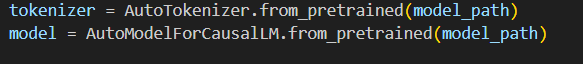 tokenizer = AutoTokenizer.from_pretrained(model_path)
model = AutoModelForCausalLM.from_pretrained(model_path)